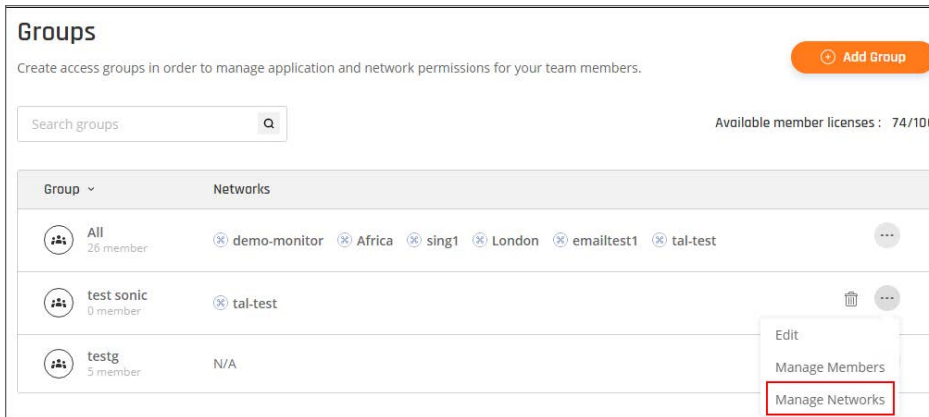 Groups
Create access groups in order to manage application and network permissions for your team members.
Add Group
Search groups
Available member licenses : 74/100
Group
Networks
All
26 member
demo-monitor Africa sing1 London emailtest1 tal-test
test sonic
0 member
tal-test
Edit
testg
5 member
N/A
Manage Members
Manage Networks